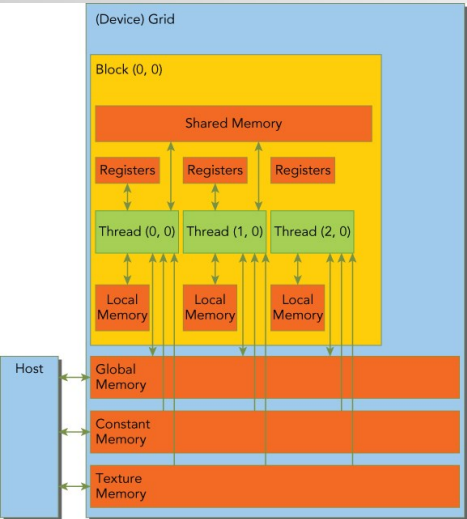 (Device) Grid
Block (0, 0)
Shared Memory
Registers
Registers
Registers
Thread (0, 0)
Thread (1, 0)
Thread (2, 0)
Local
Memory
Local
Memory
Local
Memory
Host
Global
Memory
Constant
Memory
Texture
Memory